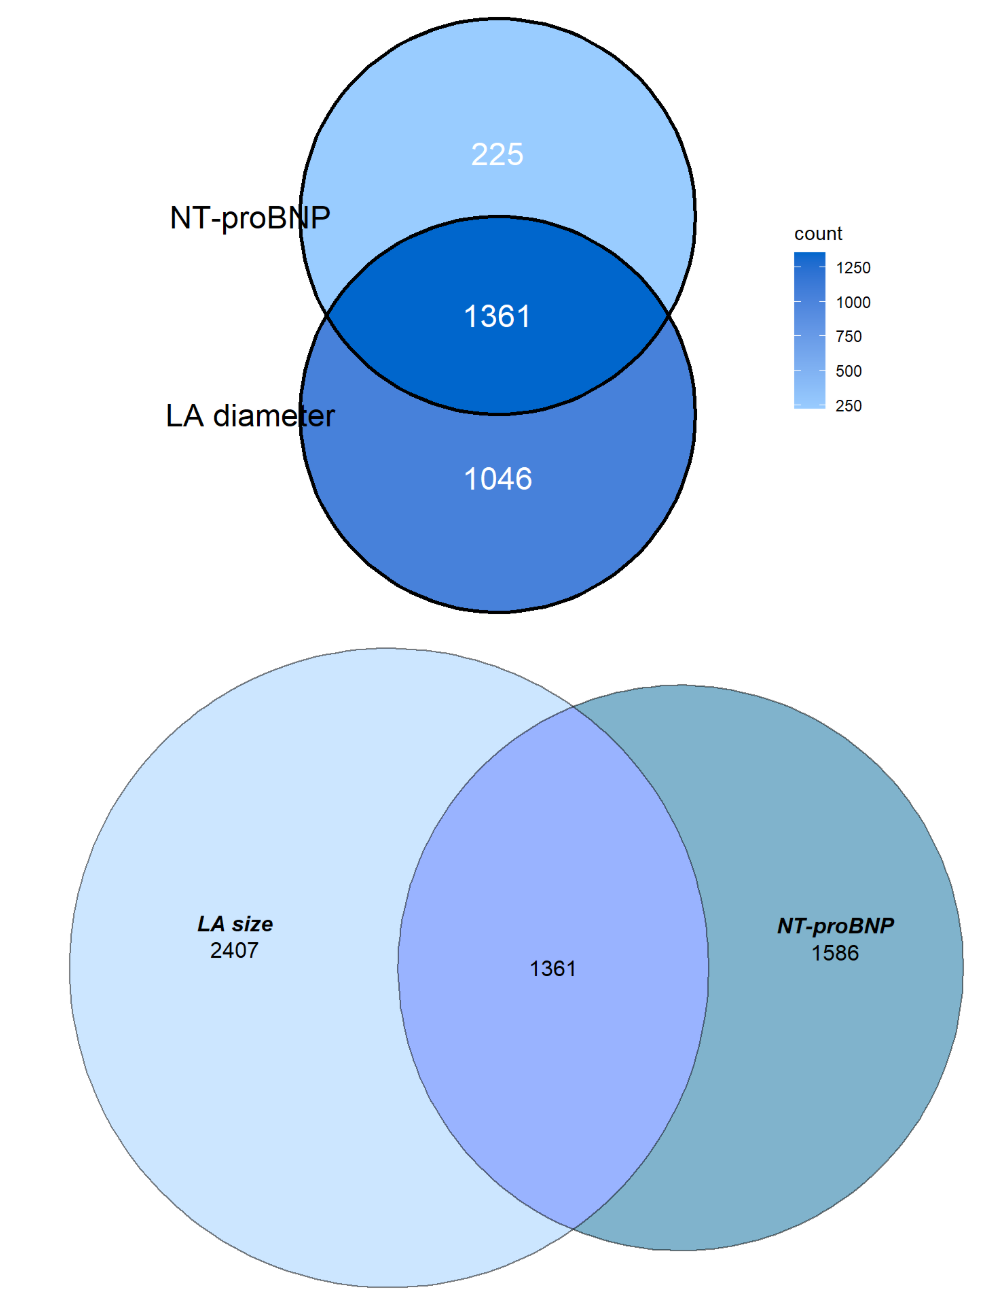 225
NT-proBNP
count
1250
1000
750
500
250
1361
LA diameter
1046
LA size
2407
NT-proBNP
1586
1361